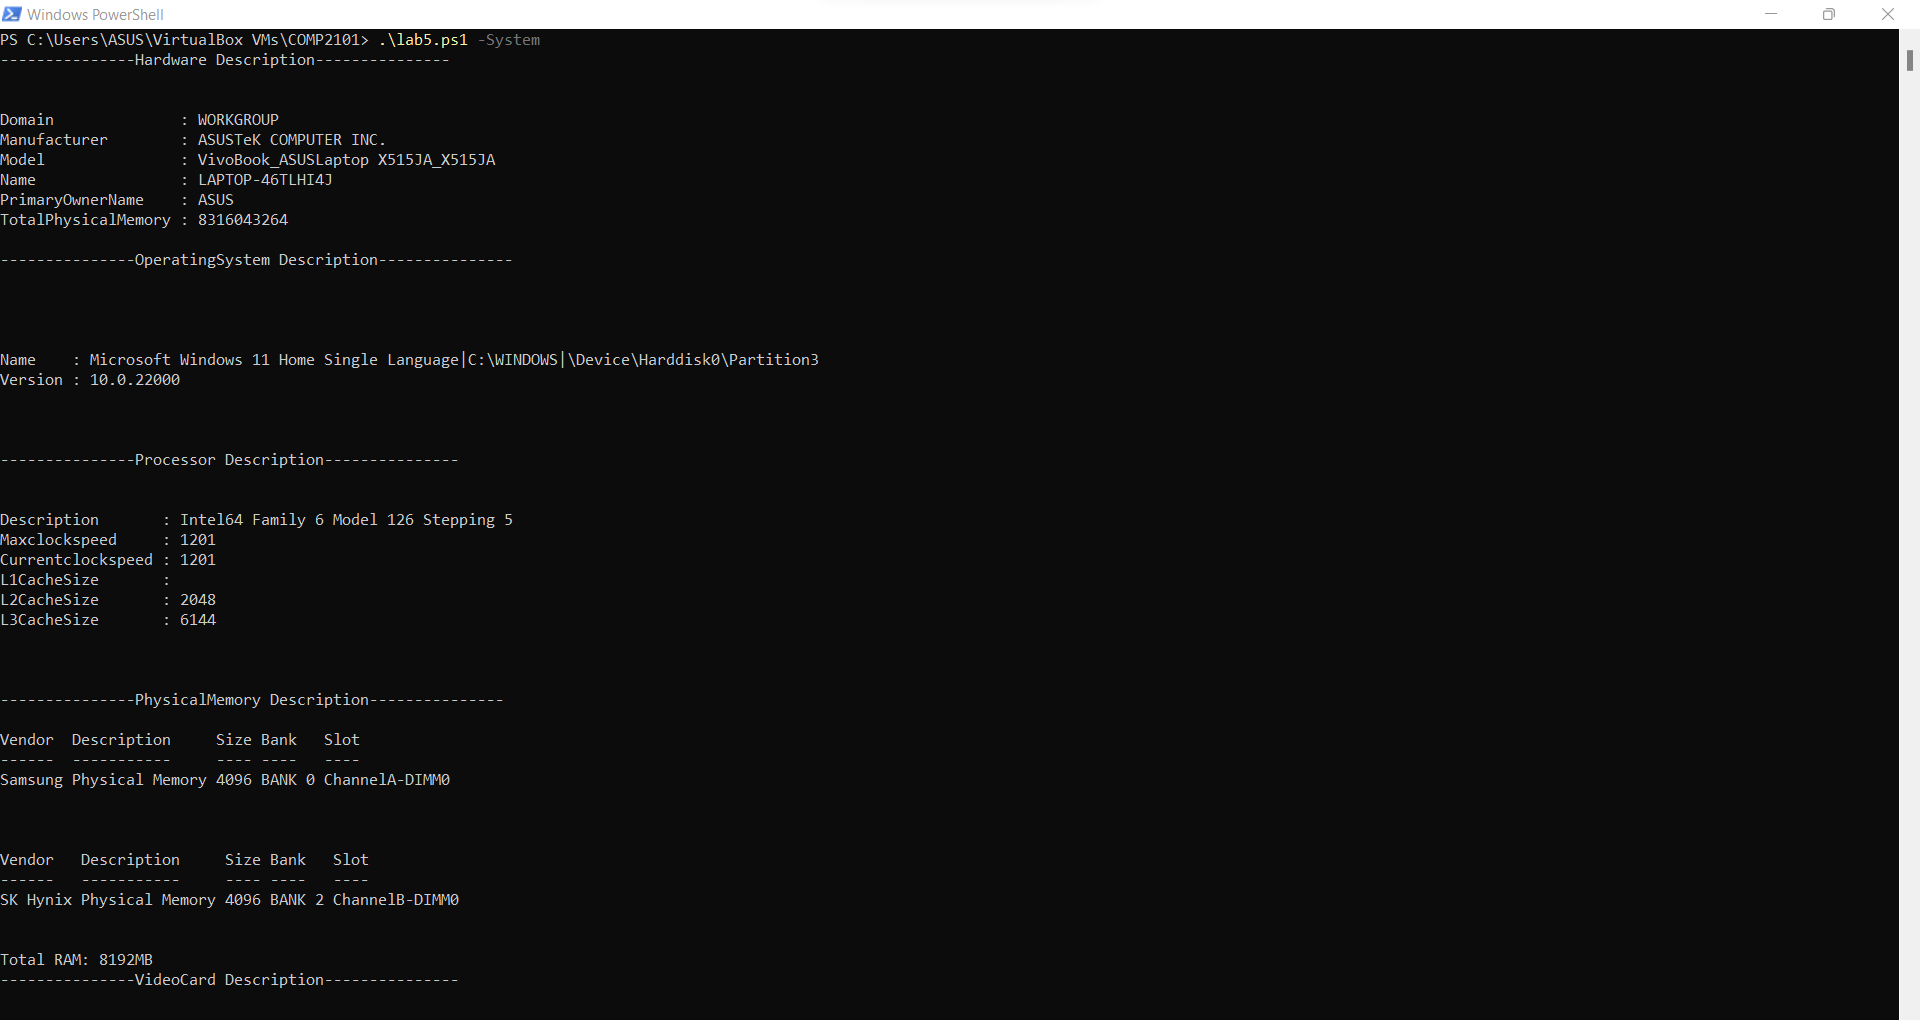 Windows PowerShell
PS C:\Users\ASUS\VirtualBox VMs\COMP2101> .\lab5.ps1 -System
---------------Hardware Description---------------
Domain              : WORKGROUP
Manufacturer        : ASUSTeK COMPUTER INC.
Model               : VivoBook_ASUSLaptop X515JA_X515JA
Name                : LAPTOP-46TLHI4J
PrimaryOwnerName    : ASUS
TotalPhysicalMemory : 8316043264
---------------OperatingSystem Description---------------
Name    : Microsoft Windows 11 Home Single Language|C:\WINDOWS|\Device\Harddisk0\Partition3
Version : 10.0.22000
---------------Processor Description---------------
Description       : Intel64 Family 6 Model 126 Stepping 5
Maxclockspeed     : 1201
Currentclockspeed : 1201
L1CacheSize       :
L2CacheSize       : 2048
L3CacheSize       : 6144
---------------PhysicalMemory Description---------------
Vendor  Description     Size Bank   Slot
------  -----------     ---- ----   ----
Samsung Physical Memory 4096 BANK 0 ChannelA-DIMM0
Vendor   Description     Size Bank   Slot
------   -----------     ---- ----   ----
SK Hynix Physical Memory 4096 BANK 2 ChannelB-DIMM0
Total RAM: 8192MB
---------------VideoCard Description---------------